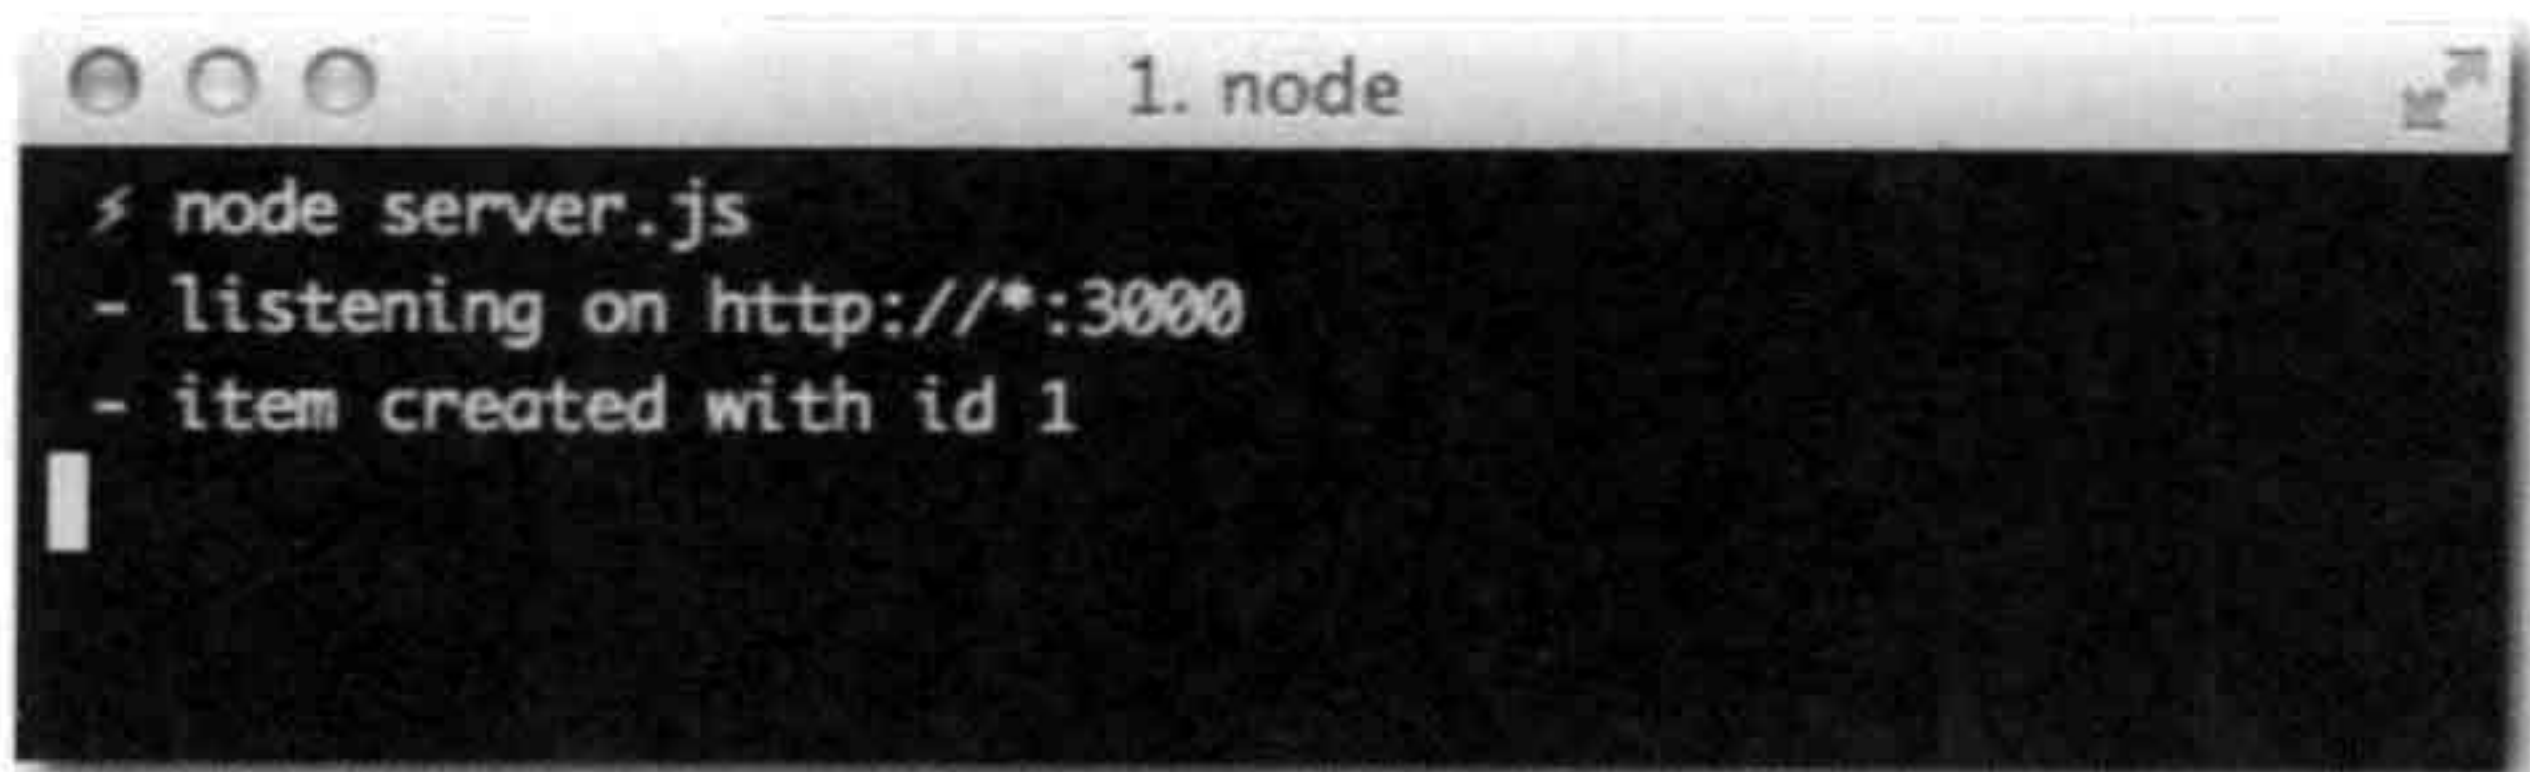 1. node
⚡ node server.js
- listening on http://*:3000
- item created with id 1